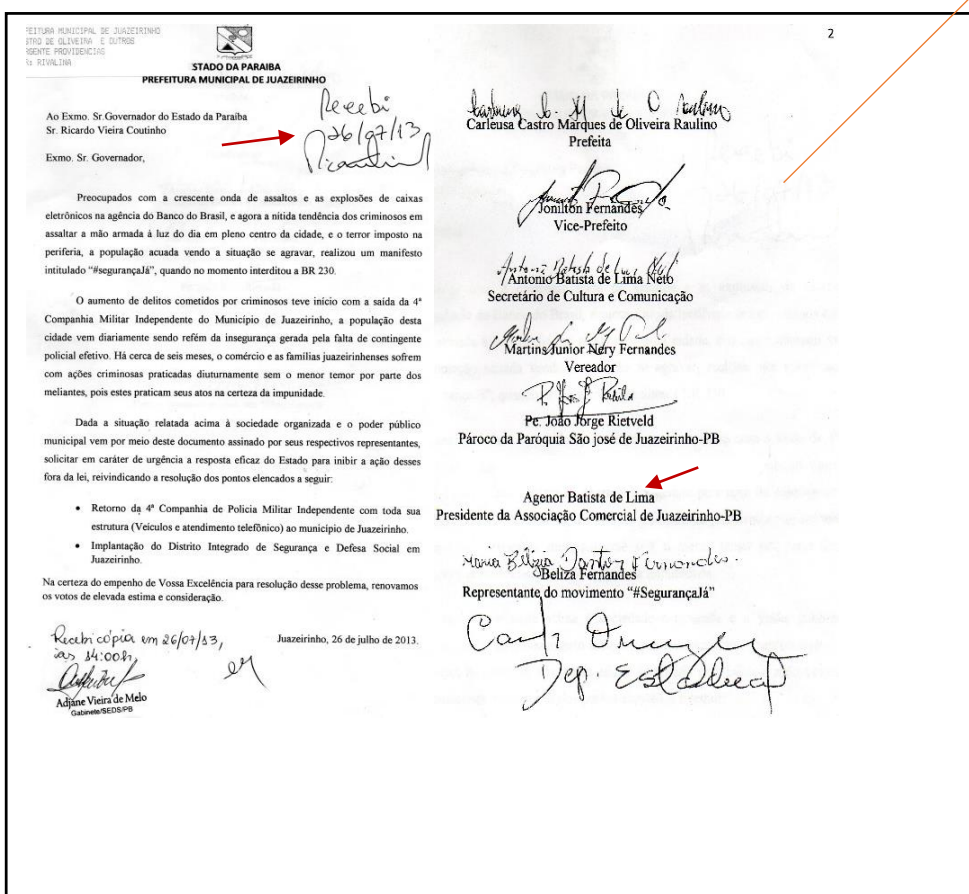 2
EITURA MUNICIPAL DE JUAZEIRINHO
STRO DE OLIVEIRA E OUTROS
RGENTE PROVIDENCIAS
RIVALINA
STADO DA PARAIBA
PREFEITURA MUNICIPAL DE JUAZEIRINHO
Recebi
26/07/13
Ao Exmo. Sr.Governador do Estado da Paraíba
Sr. Ricardo Vieira Coutinho
Exmo. Sr. Governador,
Preocupados com a crescente onda de assaltos e as explosões de caixas
eletrônicos na agência do Banco do Brasil, e agora a nítida tendência dos criminosos em
assaltar a mão armada à luz do dia em pleno centro da cidade, e o terror imposto na
periferia, a população acuada vendo a situação se agravar, realizou um manifesto
intitulado “#segurançaJá”, quando no momento interditou a BR 230.
O aumento de delitos cometidos por criminosos teve início com a saída da 4ª
Companhia Militar Independente do Município de Juazeirinho, a população desta
cidade vem diariamente sendo refém da insegurança gerada pela falta de contingente
policial efetivo. Há cerca de seis meses, o comércio e as famílias juazeirinhenses sofrem
com ações criminosas praticadas diuturnamente sem o menor temor por parte dos
meliantes, pois estes praticam seus atos na certeza da impunidade.
Dada a situação relatada acima à sociedade organizada e o poder público
municipal vem por meio deste documento assinado por seus respectivos representantes,
solicitar em caráter de urgência a resposta eficaz do Estado para inibir a ação desses
fora da lei, reivindicando a resolução dos pontos elencados a seguir:
• Retorno da 4ª Companhia de Policia Militar Independente com toda sua
estrutura (Veículos e atendimento telefônico) ao município de Juazeirinho.
• Implantação do Distrito Integrado de Segurança e Defesa Social em
Juazeirinho.
Na certeza do empenho de Vossa Excelência para resolução desse problema, renovamos
os votos de elevada estima e consideração.
Juazeirinho, 26 de julho de 2013.
Recebi cópia em 26/07/13,
às 14:00h,
Adjane Vieira de Melo
Gabinete/SEDS/PB
Carleusa Castro Marques de Oliveira Raulino
Prefeita
Jonilton Fernandes
Vice-Prefeito
Antonio Batista de Lima Neto
Antonio Batista de Lima Neto
Secretário de Cultura e Comunicação
Martins Junior Nery Fernandes
Vereador
Pe. João Jorge Rietveld
Pároco da Paróquia São josé de Juazeirinho-PB
Agenor Batista de Lima
Presidente da Associação Comercial de Juazeirinho-PB
Maria Belizia Dantas Fernandes.
Beliza Fernandes
Representante do movimento “#SegurançaJá”
Dep. Estadual